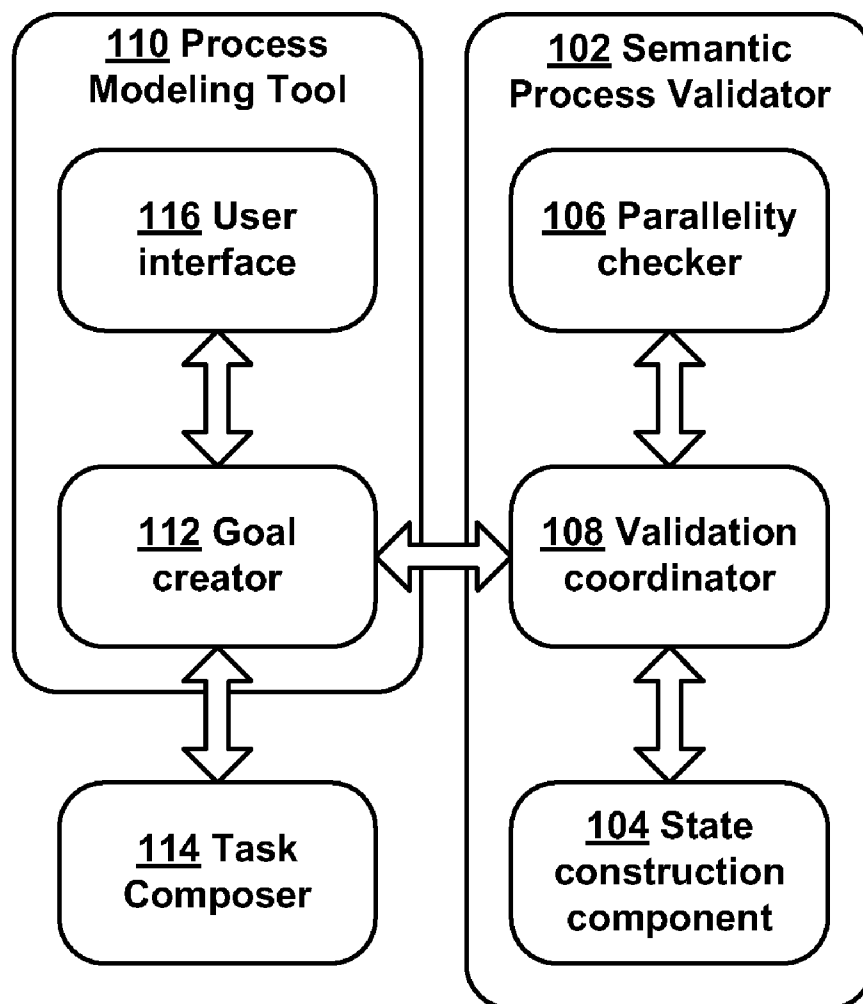 110 Process
Modeling Tool
116 User
interface
112 Goal
creator
114 Task
Composer
102 Semantic
Process Validator
106 Parallelity
checker
108 Validation
coordinator
104 State
construction
component